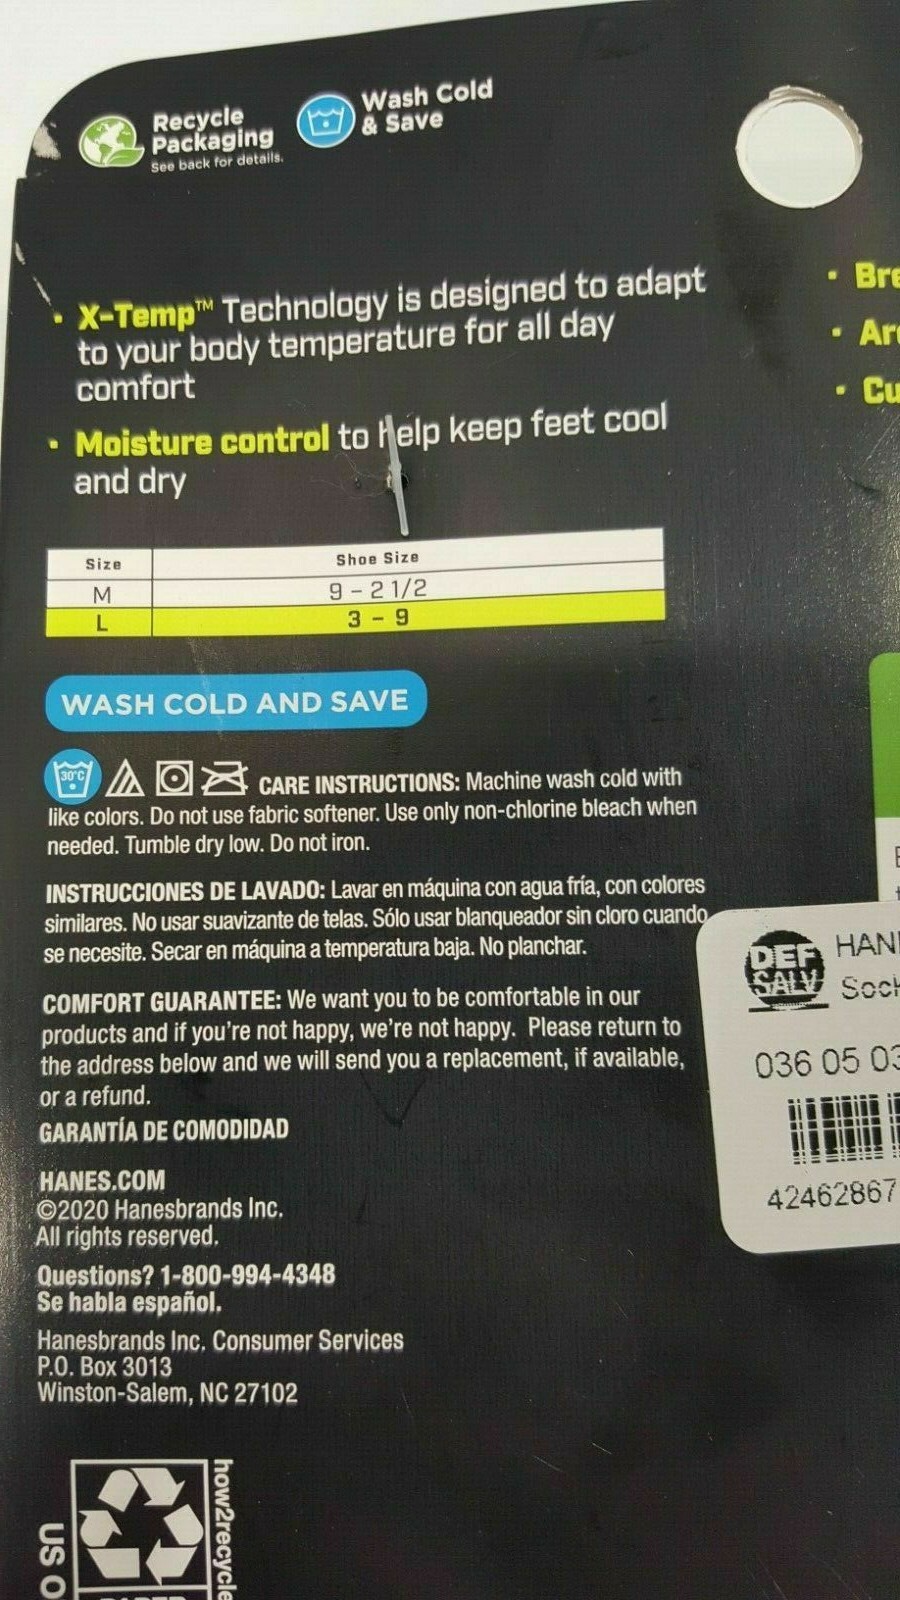 Recycle
Packaging
See back for details.
Wash Cold
& Save
• X-Temp™ Technology is designed to adapt
to your body temperature for all day
comfort
• Moisture control to help keep feet cool
and dry
Size Shoe Size
M 9 - 2 1/2
L 3 - 9
WASH COLD AND SAVE
30°C CARE INSTRUCTIONS: Machine wash cold with
like colors. Do not use fabric softener. Use only non-chlorine bleach when
needed. Tumble dry low. Do not iron.
INSTRUCCIONES DE LAVADO: Lavar en máquina con agua fría, con colores
similares. No usar suavizante de telas. Sólo usar blanqueador sin cloro cuando
se necesite. Secar en máquina a temperatura baja. No planchar.
COMFORT GUARANTEE: We want you to be comfortable in our
products and if you're not happy, we're not happy. Please return to
the address below and we will send you a replacement, if available,
or a refund.
GARANTÍA DE COMODIDAD
HANES.COM
©2020 Hanesbrands Inc.
All rights reserved.
Questions? 1-800-994-4348
Se habla español.
Hanesbrands Inc. Consumer Services
P.O. Box 3013
Winston-Salem, NC 27102
how2recycle
US
• Bre
• Ar
• Cu
DEF
SALV
HAN
Sock
036 05 03
42462867